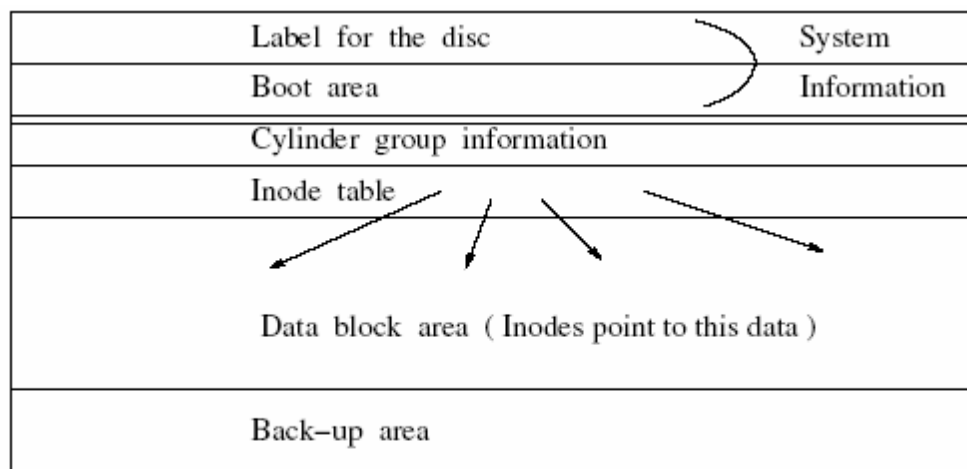 Label for the disc System
Boot area Information
Cylinder group information
Inode table
Data block area ( Inodes point to this data )
Back-up area